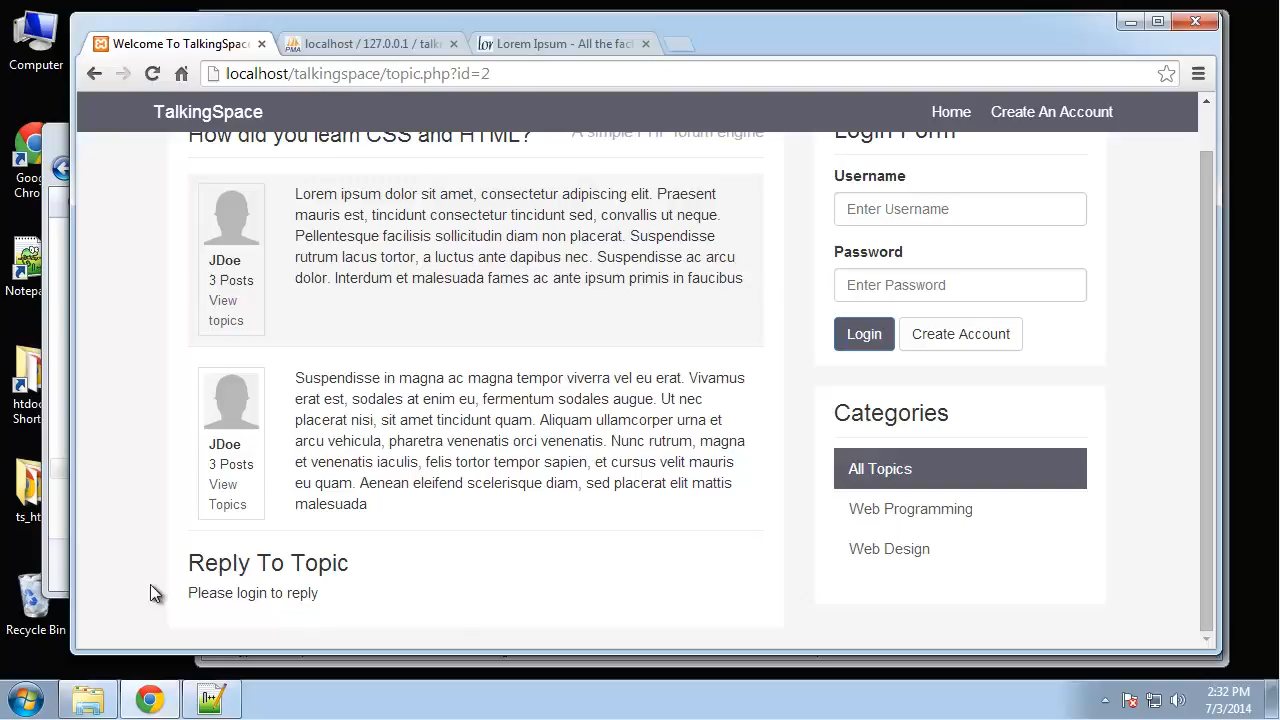 Computer
Goog
Chro
Notepa
htdoc
Short
ts_ht
Recycle Bin
Welcome To TalkingSpac
localhost / 127.0.0.1 / talk
Lorem Ipsum - All the fac
localhost/talkingspace/topic.php?id=2
TalkingSpace
Home
Create An Account
How did you learn CSS and HTML?
A simple PHP forum engine
JDoe
3 Posts
View
topics
Lorem ipsum dolor sit amet, consectetur adipiscing elit. Praesent
mauris est, tincidunt consectetur tincidunt sed, convallis ut neque.
Pellentesque facilisis sollicitudin diam non placerat. Suspendisse
rutrum lacus tortor, a luctus ante dapibus nec. Suspendisse ac arcu
dolor. Interdum et malesuada fames ac ante ipsum primis in faucibus
JDoe
3 Posts
View
Topics
Suspendisse in magna ac magna tempor viverra vel eu erat. Vivamus
erat est, sodales at enim eu, fermentum sodales augue. Ut nec
placerat nisi, sit amet tincidunt quam. Aliquam ullamcorper urna et
arcu vehicula, pharetra venenatis orci venenatis. Nunc rutrum, magna
et venenatis iaculis, felis tortor tempor sapien, et cursus velit mauris
eu quam. Aenean eleifend scelerisque diam, sed placerat elit mattis
malesuada
Reply To Topic
Please login to reply
Login Form
Username
Enter Username
Password
Enter Password
Login
Create Account
Categories
All Topics
Web Programming
Web Design
2:32 PM
7/3/2014